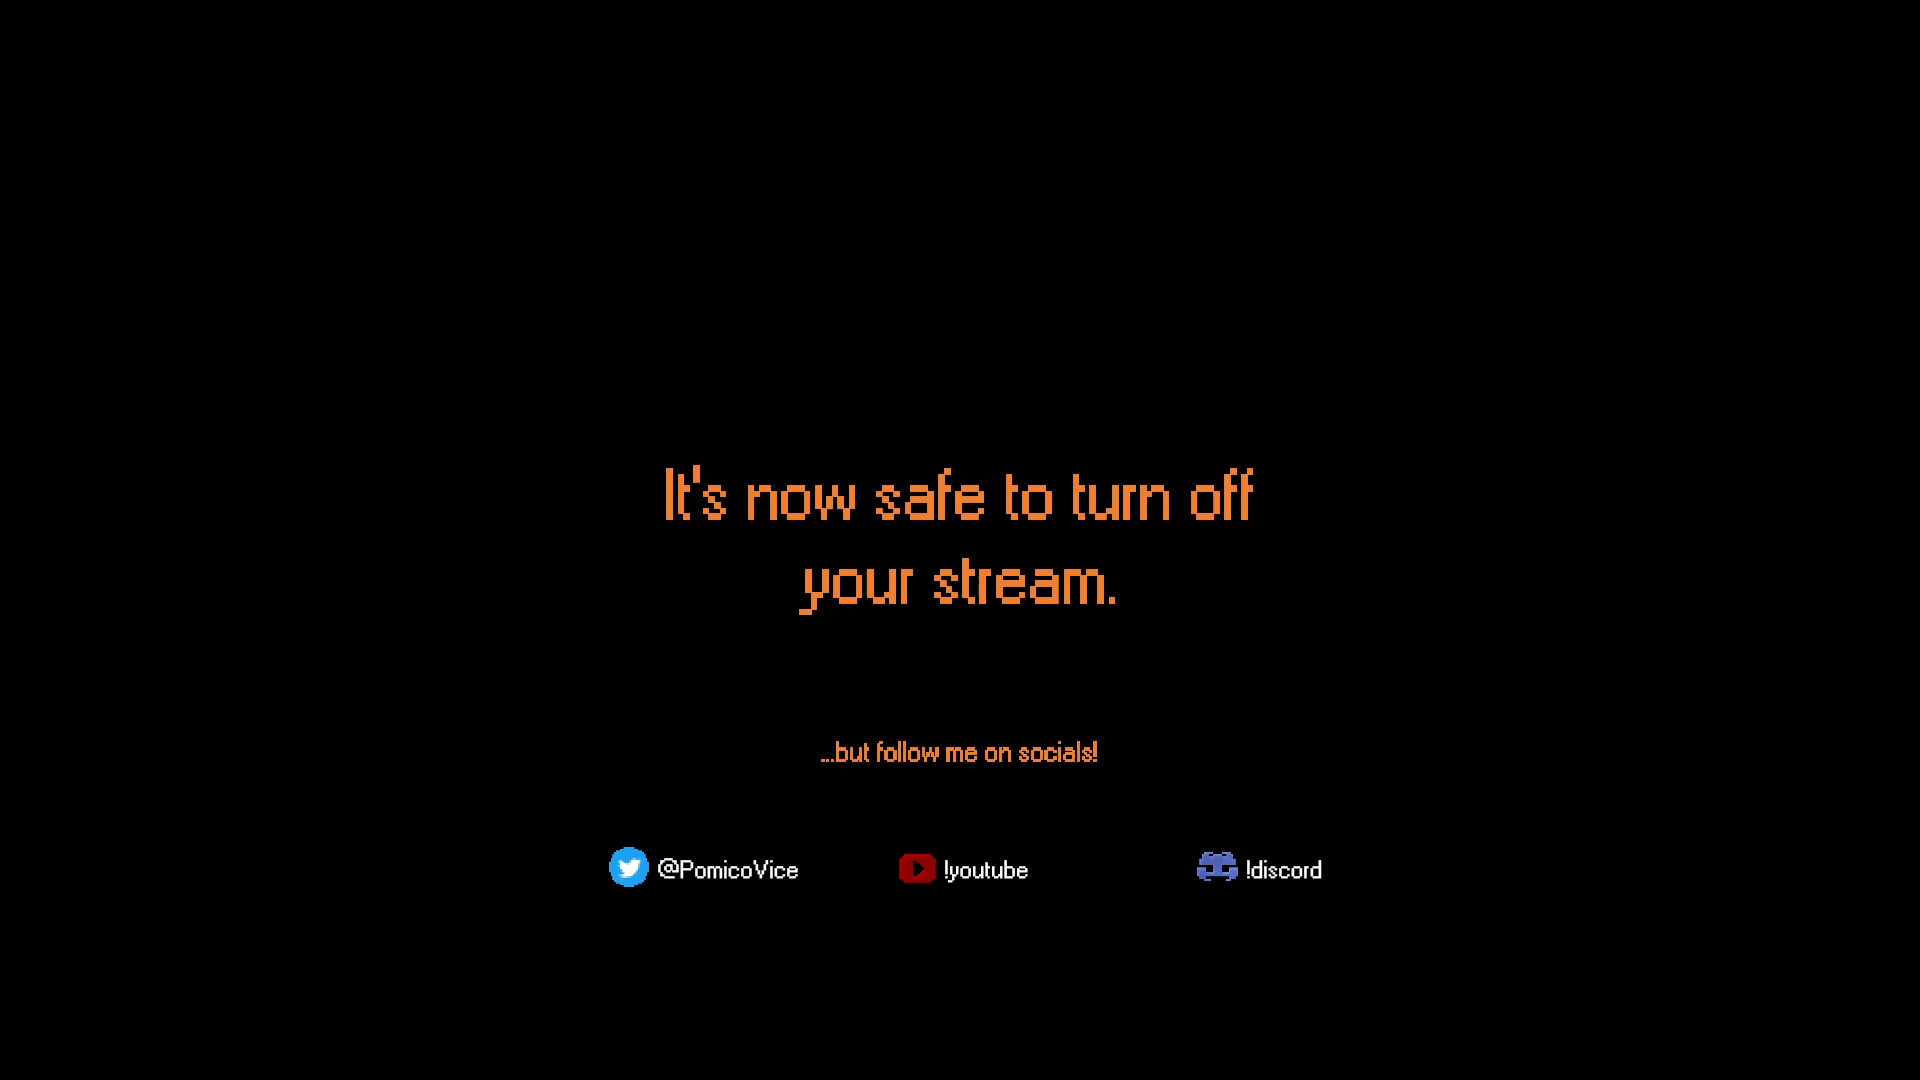 It's now safe to turn off
your stream.
...but follow me on socials!
@PomicoVice
!youtube
!discord